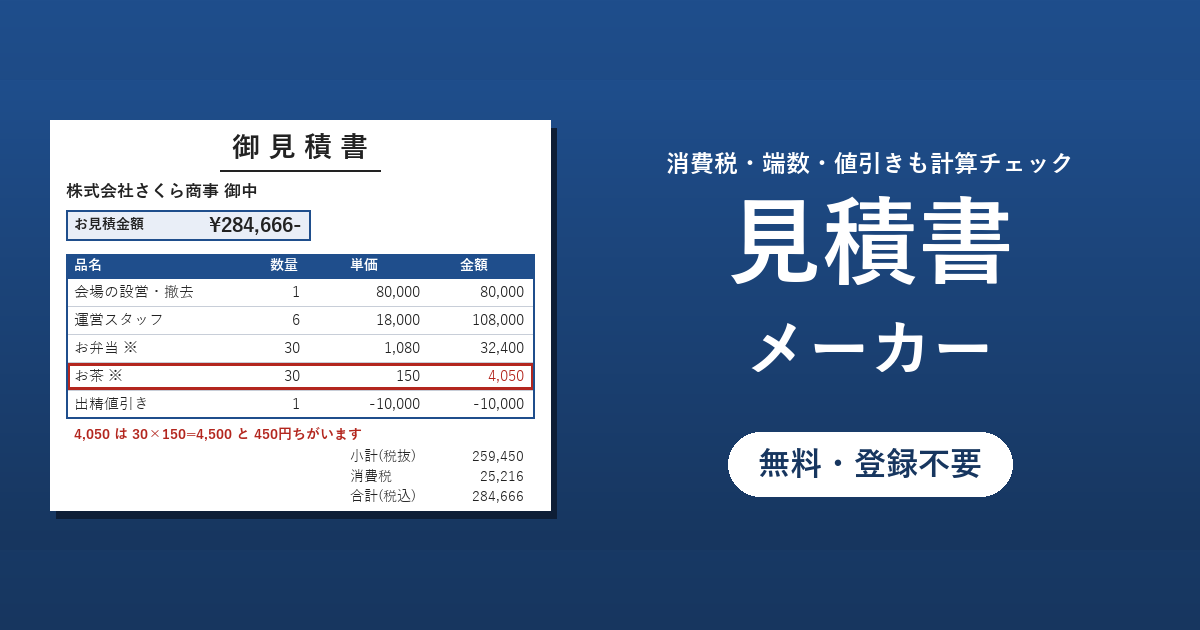 御見積書
株式会社さくら商事 御中
お見積金額 ¥284,666-
品名 数量 単価 金額
会場の設営・撤去 1 80,000 80,000
運営スタッフ 6 18,000 108,000
お弁当 ※ 30 1,080 32,400
お茶 ※ 30 150 4,050
出精値引き 1 -10,000 -10,000
4,050 は 30×150=4,500 と 450円ちがいます
小計(税抜) 259,450
消費税 25,216
合計(税込) 284,666
消費税・端数・値引きも計算チェック
見積書
メーカー
無料・登録不要